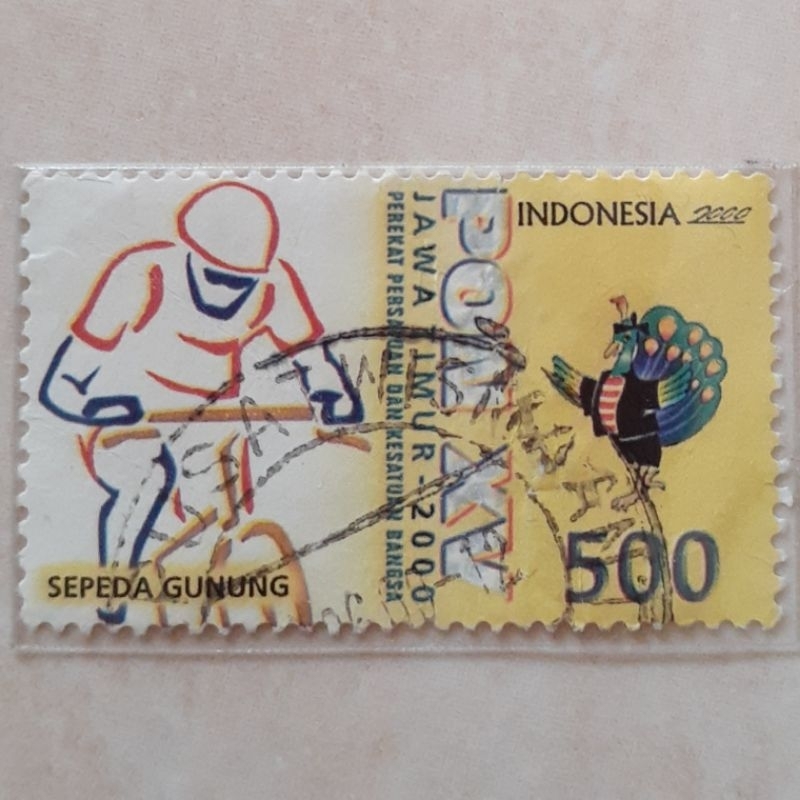 INDONESIA 2000
PON XV
JAWA TIMUR - 2000
PEREKAT PERSATUAN DAN KESATUAN BANGSA
SEPEDA GUNUNG
500